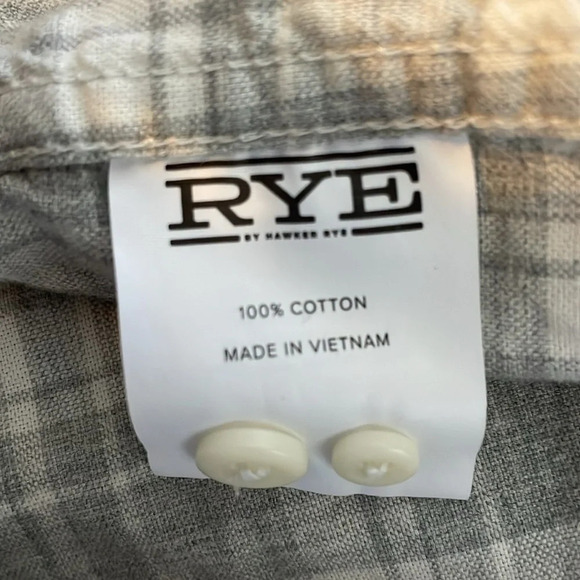 RYE
BY HAWKER RYE
100% COTTON
MADE IN VIETNAM